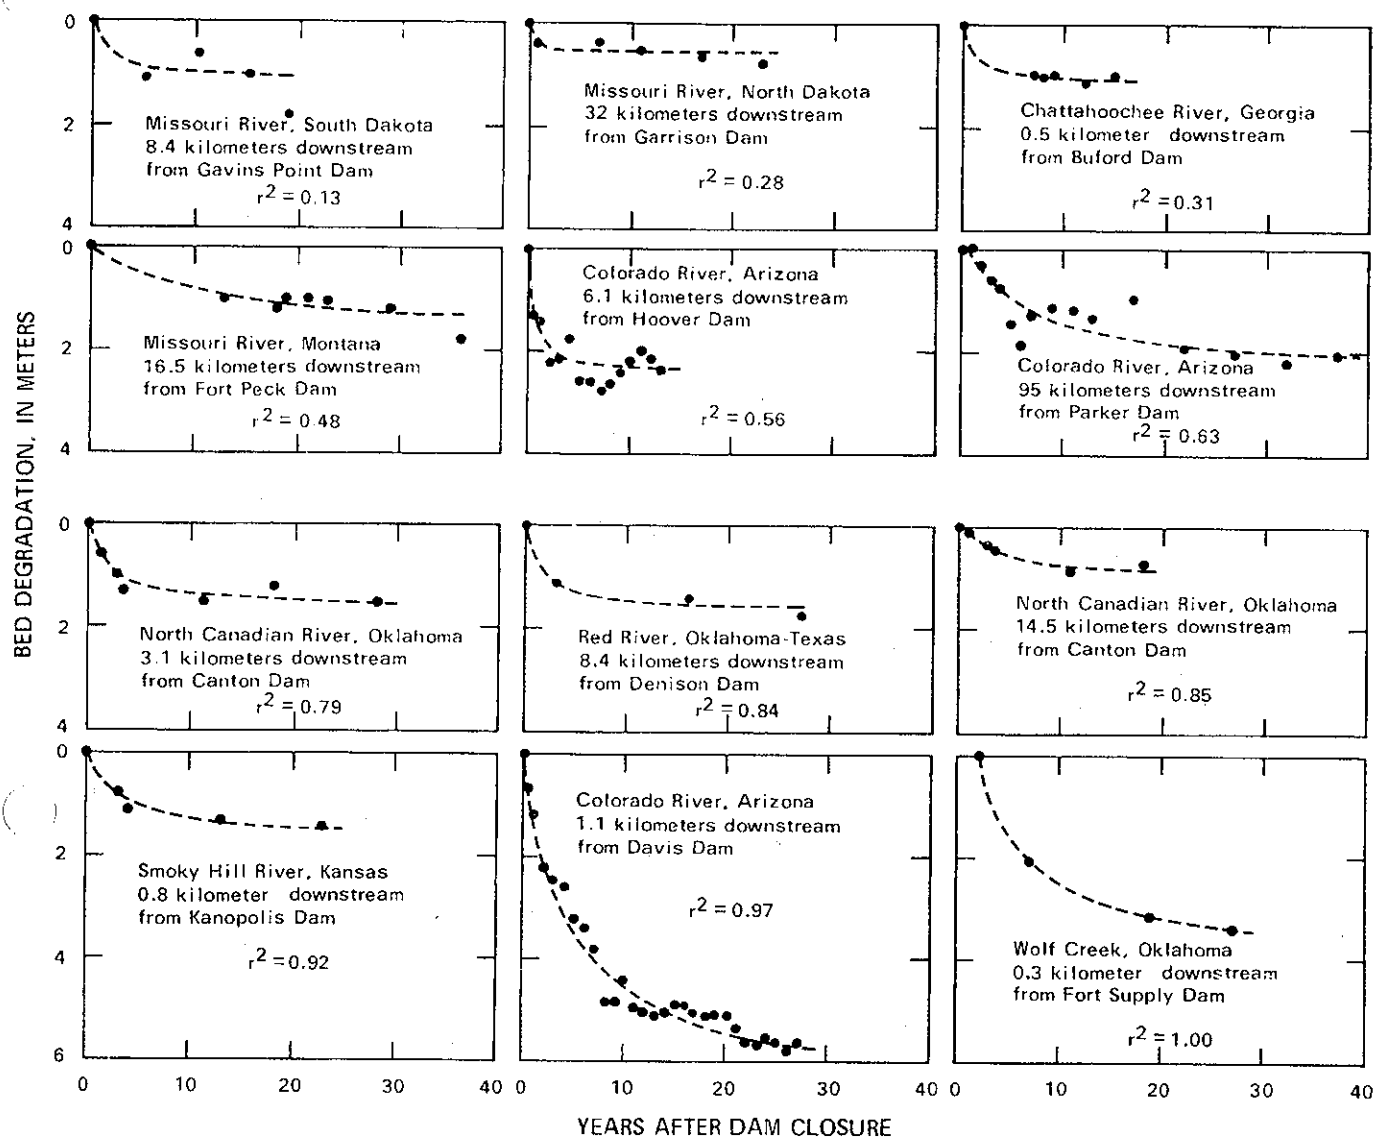 BED DEGRADATION, IN METERS
0
2
4
Missouri River, South Dakota
8.4 kilometers downstream
from Gavins Point Dam
r2 = 0.13
Missouri River, North Dakota
32 kilometers downstream
from Garrison Dam
r2 = 0.28
Chattahoochee River, Georgia
0.5 kilometer downstream
from Buford Dam
r2 = 0.31
0
2
4
Missouri River, Montana
16.5 kilometers downstream
from Fort Peck Dam
r2 = 0.48
Colorado River, Arizona
6.1 kilometers downstream
from Hoover Dam
r2 = 0.56
Colorado River, Arizona
95 kilometers downstream
from Parker Dam
r2 = 0.63
0
2
4
North Canadian River, Oklahoma
3.1 kilometers downstream
from Canton Dam
r2 = 0.79
Red River, Oklahoma-Texas
8.4 kilometers downstream
from Denison Dam
r2 = 0.84
North Canadian River, Oklahoma
14.5 kilometers downstream
from Canton Dam
r2 = 0.85
0
2
4
6
Smoky Hill River, Kansas
0.8 kilometer downstream
from Kanopolis Dam
r2 = 0.92
Colorado River, Arizona
1.1 kilometers downstream
from Davis Dam
r2 = 0.97
Wolf Creek, Oklahoma
0.3 kilometer downstream
from Fort Supply Dam
r2 = 1.00
0 10 20 30 40 0 10 20 30 40 0 10 20 30 40
YEARS AFTER DAM CLOSURE